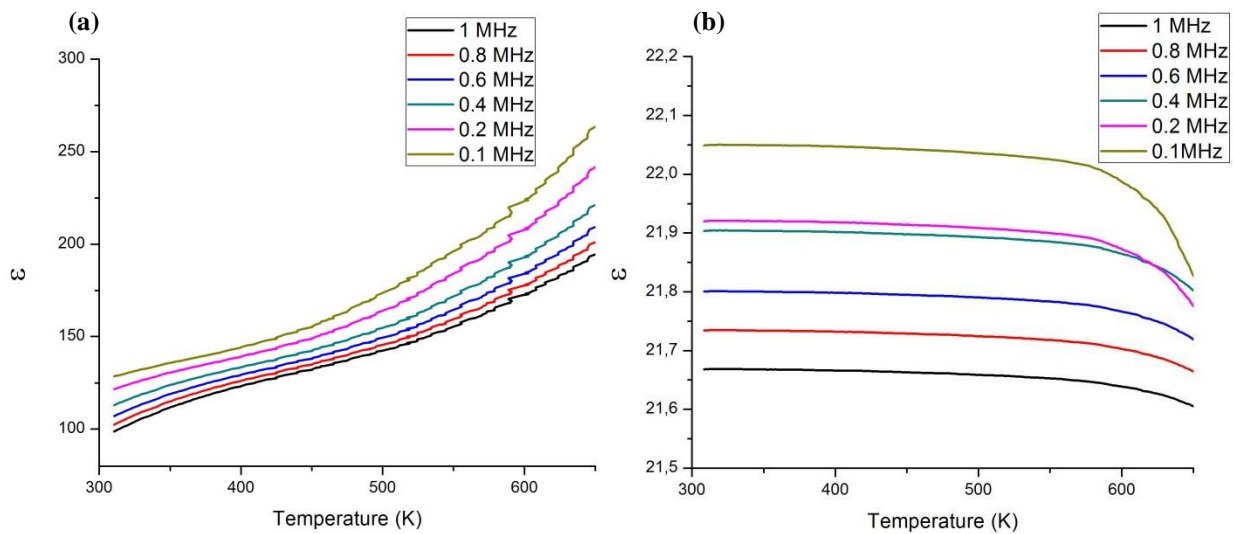 (a)
1 MHz
0.8 MHz
0.6 MHz
0.4 MHz
0.2 MHz
0.1 MHz
300
250
200
150
100
300
400
500
600
ε
Temperature (K)
(b)
1 MHz
0.8 MHz
0.6 MHz
0.4 MHz
0.2 MHz
0.1MHz
22,2
22,1
22,0
21,9
21,8
21,7
21,6
21,5
300
400
500
600
ε
Temperature (K)